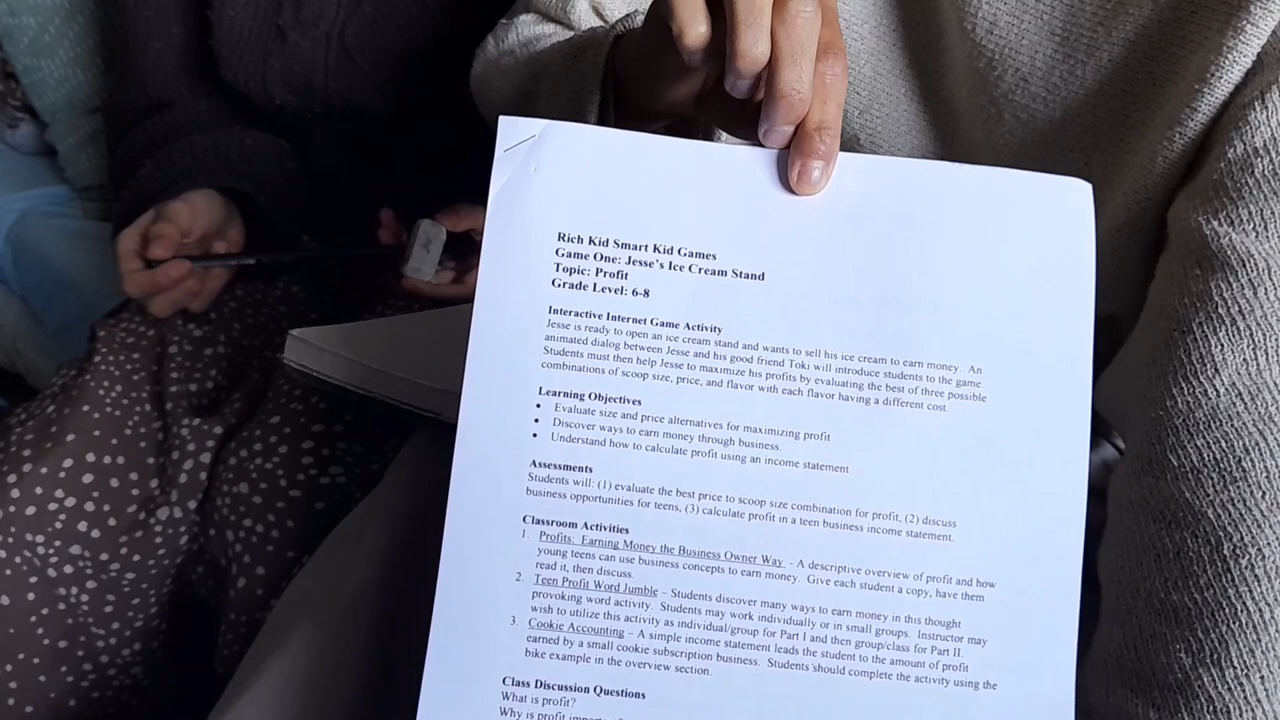 Rich Kid Smart Kid Games
Game One: Jesse's Ice Cream Stand
Topic: Profit
Grade Level: 6-8
Interactive Internet Game Activity
Jesse is ready to open an ice cream stand and wants to sell his ice cream to earn money. An
animated dialog between Jesse and his good friend Toki will introduce students to the game.
Students must then help Jesse to maximize his profits by evaluating the best of three possible
combinations of scoop size, price, and flavor with each flavor having a different cost.
Learning Objectives
• Evaluate size and price alternatives for maximizing profit
• Discover ways to earn money through business.
• Understand how to calculate profit using an income statement
Assessments
Students will: (1) evaluate the best price to scoop size combination for profit, (2) discuss
business opportunities for teens, (3) calculate profit in a teen business income statement.
Classroom Activities
1. Profits: Earning Money the Business Owner Way - A descriptive overview of profit and how
young teens can use business concepts to earn money. Give each student a copy, have them
read it, then discuss.
2. Teen Profit Word Jumble – Students discover many ways to earn money in this thought
provoking word activity. Students may work individually or in small groups. Instructor may
wish to utilize this activity as individual/group for Part I and then group/class for Part II.
3. Cookie Accounting – A simple income statement leads the student to the amount of profit
earned by a small cookie subscription business. Students should complete the activity using the
bike example in the overview section.
Class Discussion Questions
What is profit?
Why is profit